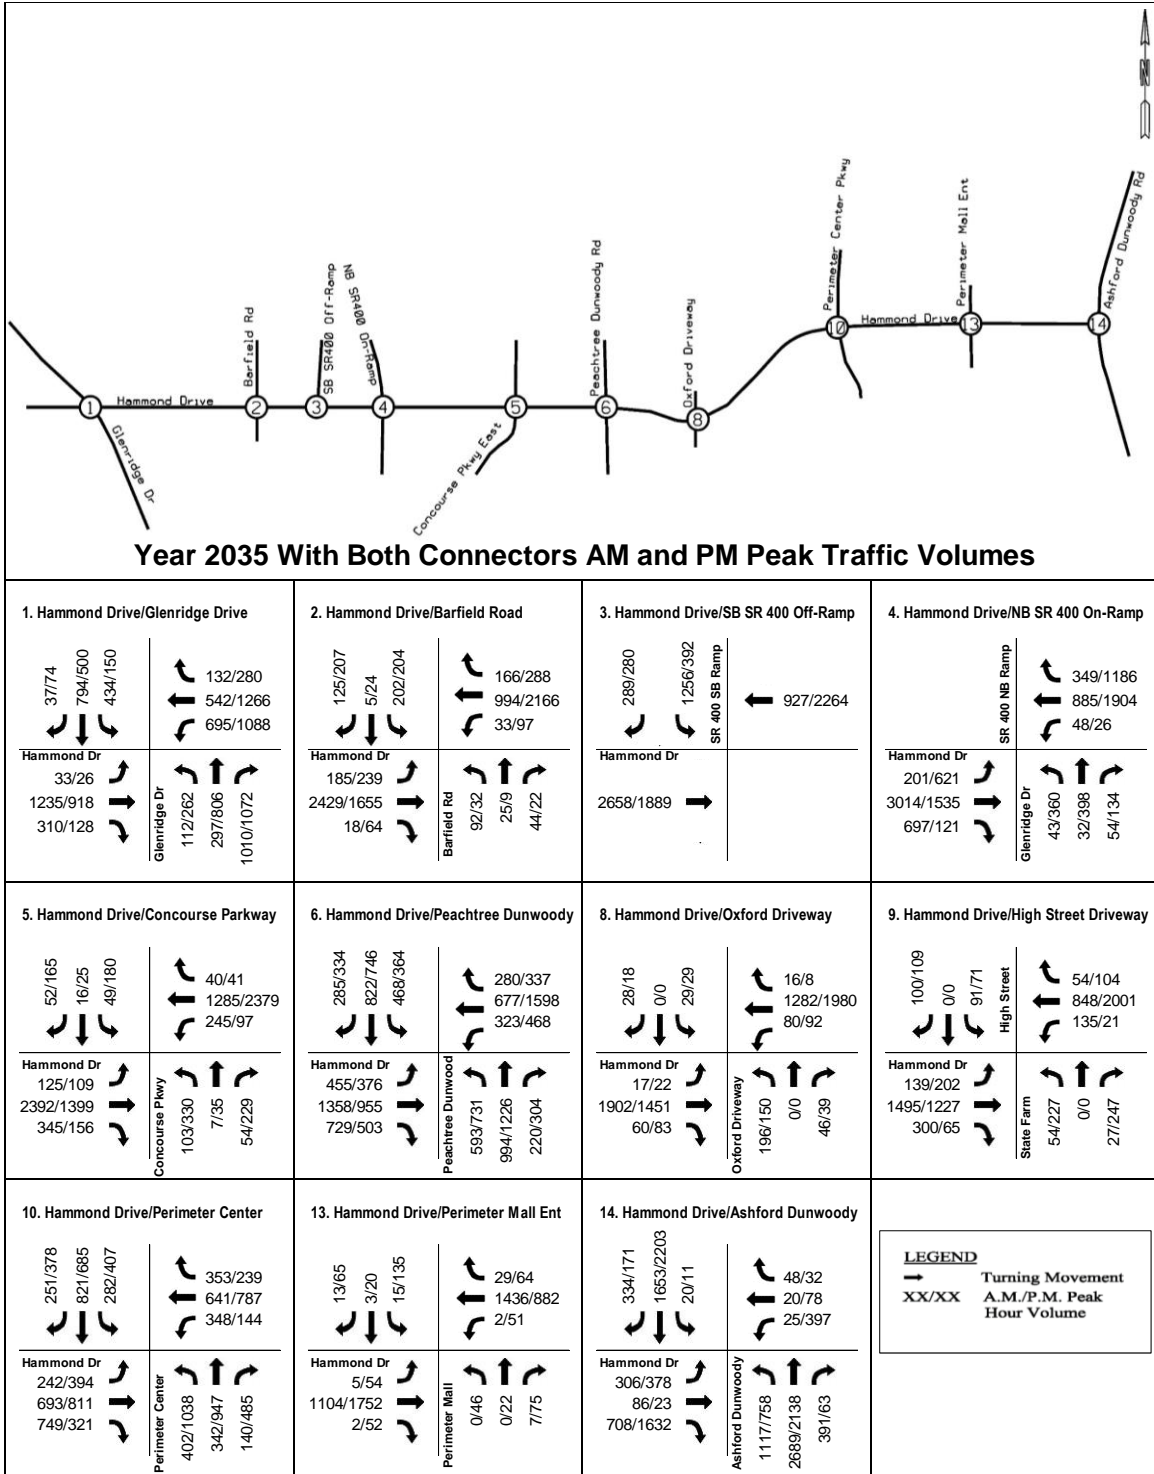 N
Perimeter Center Pkwy
Perimeter Mall Ent
Ashford Dunwoody Rd
Barfield Rd
SB SR400 Off-Ramp
NB SR400 On-Ramp
Peachtree Dunwoody Rd
Oxford Driveway
10
Hammond Drive
13
14
1
Hammond Drive
2
3
4
5
6
8
Glenridge Dr
Concourse Pkwy East
Year 2035 With Both Connectors AM and PM Peak Traffic Volumes
1. Hammond Drive/Glenridge Drive
37/74
794/500
434/150
132/280
542/1266
695/1088
Hammond Dr
33/26
1235/918
310/128
Glenridge Dr
112/262
297/806
1010/1072
2. Hammond Drive/Barfield Road
125/207
5/24
202/204
166/288
994/2166
33/97
Hammond Dr
185/239
2429/1655
18/64
Barfield Rd
92/32
25/9
44/22
3. Hammond Drive/SB SR 400 Off-Ramp
289/280
1256/392
SR 400 SB Ramp
927/2264
Hammond Dr
2658/1889
4. Hammond Drive/NB SR 400 On-Ramp
SR 400 NB Ramp
349/1186
885/1904
48/26
Hammond Dr
201/621
3014/1535
697/121
Glenridge Dr
43/360
32/398
54/134
5. Hammond Drive/Concourse Parkway
52/165
16/25
49/180
40/41
1285/2379
245/97
Hammond Dr
125/109
2392/1399
345/156
Concourse Pkwy
103/330
7/35
54/229
6. Hammond Drive/Peachtree Dunwoody
285/334
822/746
468/364
280/337
677/1598
323/468
Hammond Dr
455/376
1358/955
729/503
Peachtree Dunwood
593/731
994/1226
220/304
8. Hammond Drive/Oxford Driveway
28/18
0/0
29/29
16/8
1282/1980
80/92
Hammond Dr
17/22
1902/1451
60/83
Oxford Driveway
196/150
0/0
46/39
9. Hammond Drive/High Street Driveway
100/109
0/0
91/71
High Street
54/104
848/2001
135/21
Hammond Dr
139/202
1495/1227
300/65
State Farm
54/227
0/0
27/247
10. Hammond Drive/Perimeter Center
251/378
821/685
282/407
353/239
641/787
348/144
Hammond Dr
242/394
693/811
749/321
Perimeter Center
402/1038
342/947
140/485
13. Hammond Drive/Perimeter Mall Ent
13/65
3/20
15/135
29/64
1436/882
2/51
Hammond Dr
5/54
1104/1752
2/52
Perimeter Mall
0/46
0/22
7/75
14. Hammond Drive/Ashford Dunwoody
334/171
1653/2203
20/11
48/32
20/78
25/397
Hammond Dr
306/378
86/23
708/1632
Ashford Dunwoody
1117/758
2689/2138
391/63
LEGEND
Turning Movement
XX/XX A.M./P.M. Peak
Hour Volume